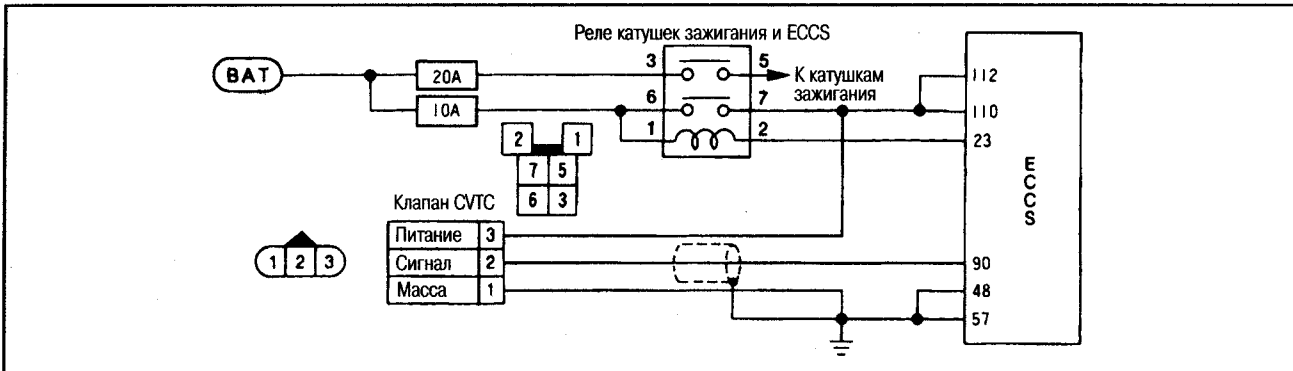 Реле катушек зажигания и ECCS
BAT
20A
3
5
К катушкам
зажигания
112
10A
6
7
110
1
2
23
2
1
7
5
6
3
ECCS
Клапан CVTC
Питание
3
1
2
3
Сигнал
2
90
Масса
1
48
57